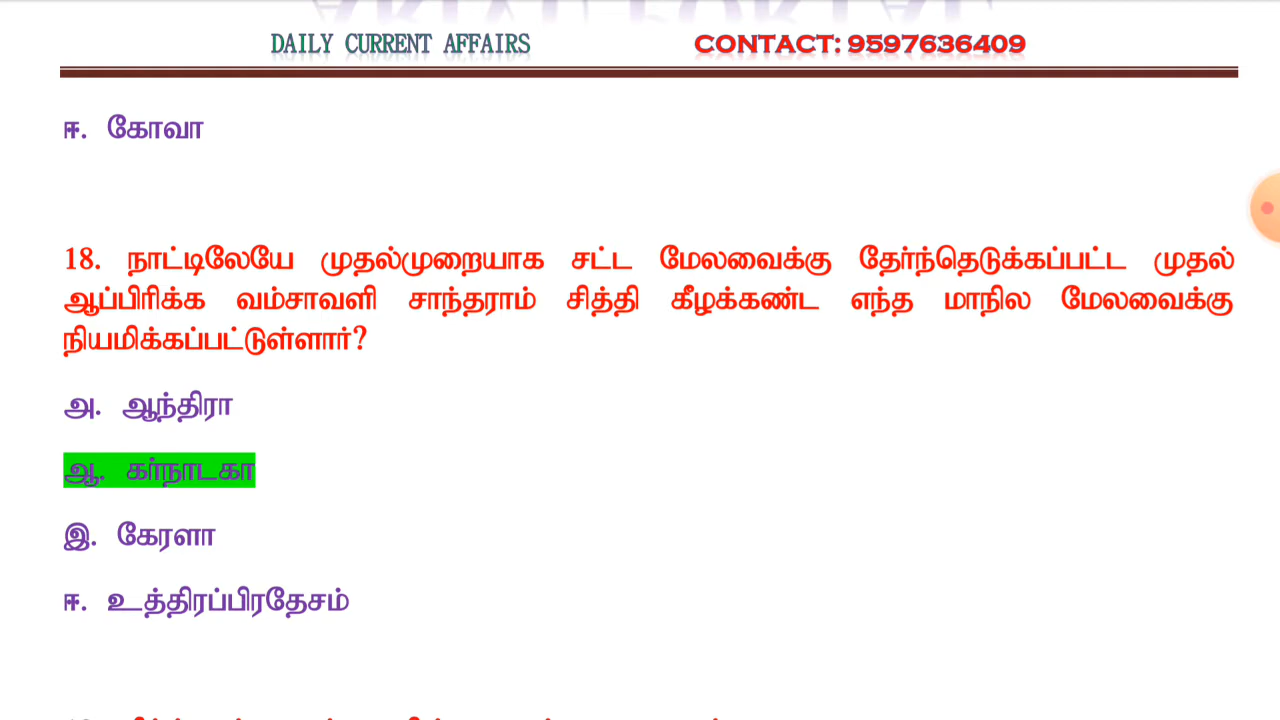 DAILY CURRENT AFFAIRS CONTACT: 9597636409
ஈ. கோவா
18. நாட்டிலேயே முதல்முறையாக சட்ட மேலவைக்கு தேர்ந்தெடுக்கப்பட்ட முதல்
ஆப்பிரிக்க வம்சாவளி சாந்தராம் சித்தி கீழக்கண்ட எந்த மாநில மேலவைக்கு
நியமிக்கப்பட்டுள்ளார்?
அ. ஆந்திரா
ஆ. கர்நாடகா
இ. கேரளா
ஈ. உத்திரப்பிரதேசம்